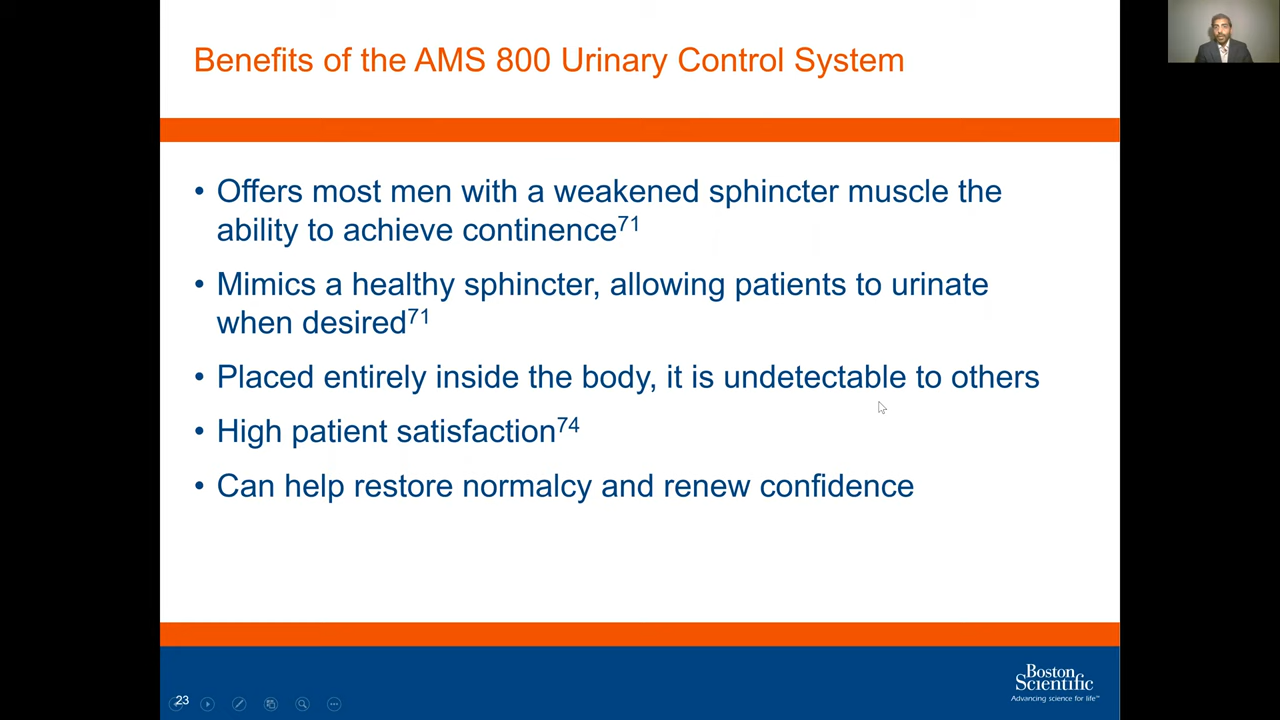 Benefits of the AMS 800 Urinary Control System
• Offers most men with a weakened sphincter muscle the
ability to achieve continence71
• Mimics a healthy sphincter, allowing patients to urinate
when desired71
• Placed entirely inside the body, it is undetectable to others
• High patient satisfaction74
• Can help restore normalcy and renew confidence
23
Boston
Scientific
Advancing science for life™